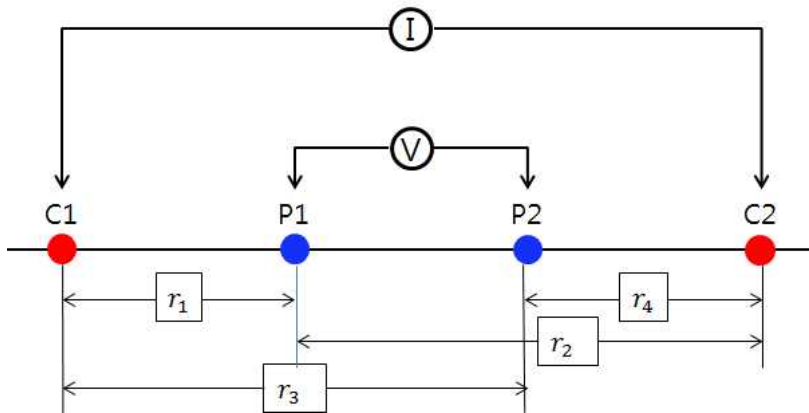 I
V
C1 P1 P2 C2
r₁ r₄
r₂
r₃